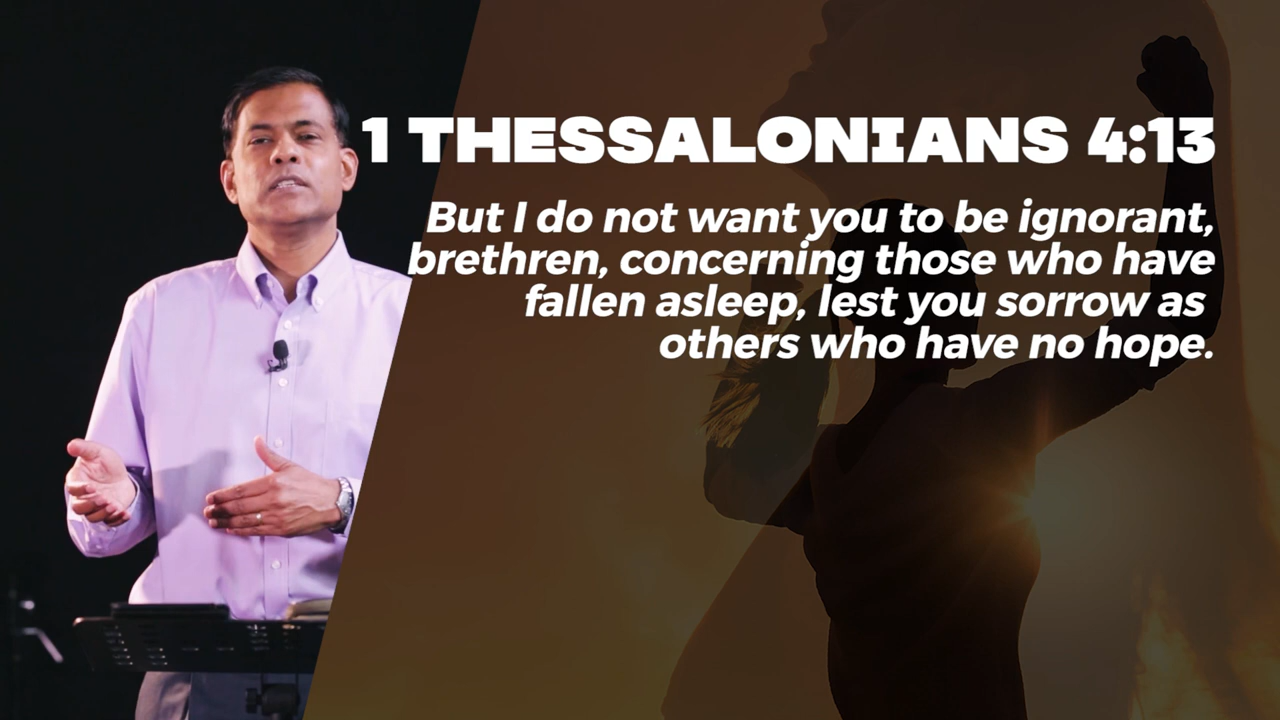 1 THESSALONIANS 4:13
But I do not want you to be ignorant,
brethren, concerning those who have
fallen asleep, lest you sorrow as
others who have no hope.